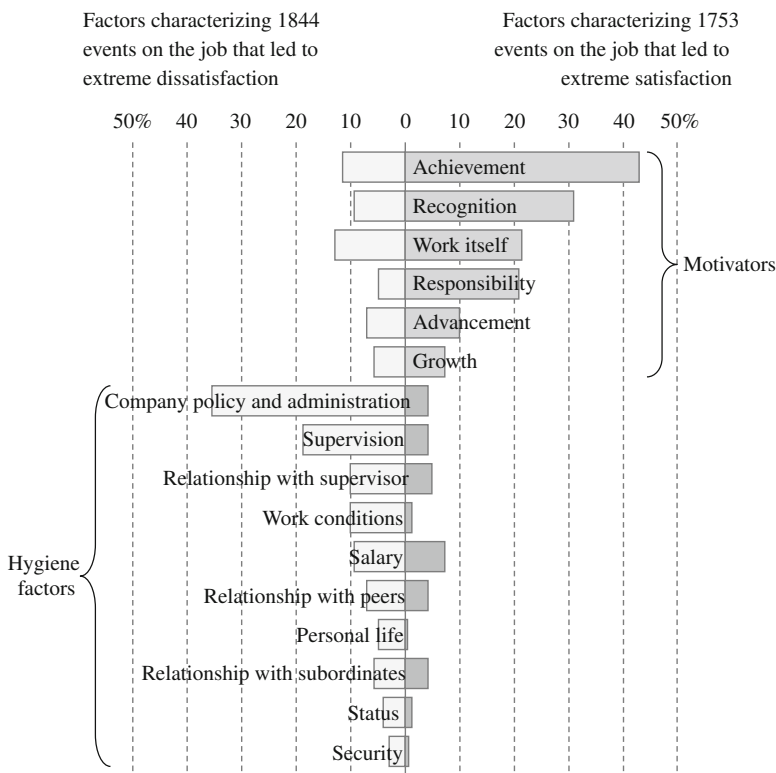 Factors characterizing 1844
events on the job that led to
extreme dissatisfaction
Factors characterizing 1753
events on the job that led to
extreme satisfaction
50% 40 30 20 10 0 10 20 30 40 50%
Achievement
Recognition
Work itself
Responsibility
Advancement
Growth
Motivators
Company policy and administration
Supervision
Relationship with supervisor
Work conditions
Salary
Relationship with peers
Personal life
Relationship with subordinates
Status
Security
Hygiene
factors